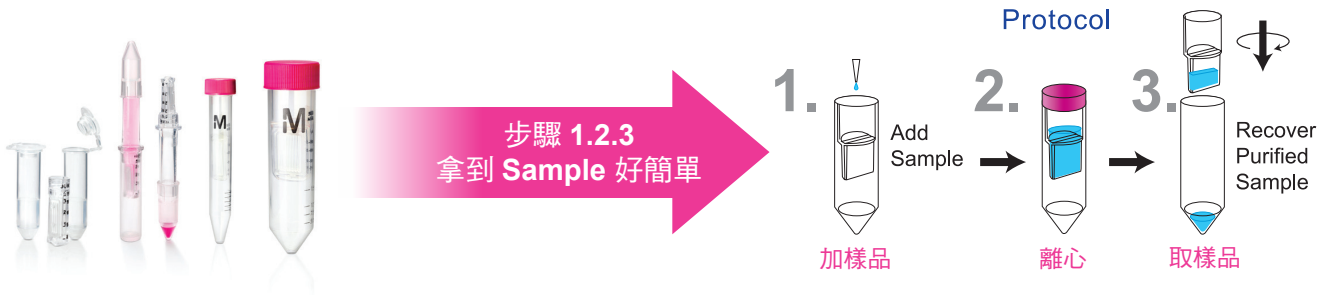 M
M
步驟 1.2.3
拿到 Sample 好簡單
Protocol
1.
Add
Sample
加樣品
2.
離心
3.
Recover
Purified
Sample
取樣品